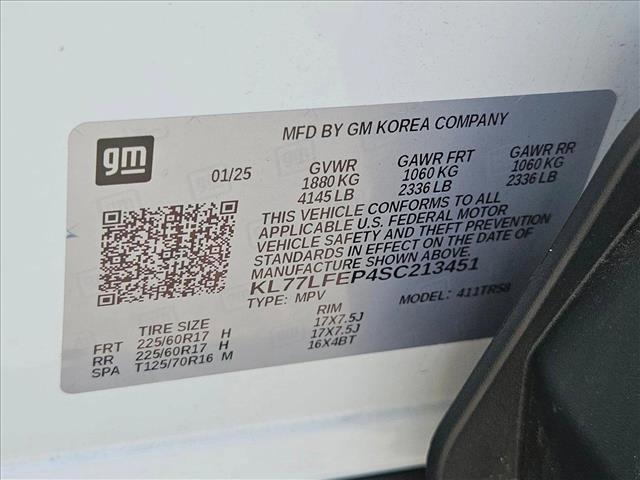 MFD BY GM KOREA COMPANY
gm
01/25
GVWR GAWR FRT GAWR RR
1880 KG 1060 KG 1060 KG
4145 LB 2336 LB 2336 LB
THIS VEHICLE CONFORMS TO ALL
APPLICABLE U.S. FEDERAL MOTOR
VEHICLE SAFETY AND THEFT PREVENTION
STANDARDS IN EFFECT ON THE DATE OF
MANUFACTURE SHOWN ABOVE.
KL77LFEP4SC213451
TYPE: MPV MODEL: 411TR58
TIRE SIZE RIM
FRT 225/60R17 H 17X7.5J
RR 225/60R17 H 17X7.5J
SPA T125/70R16 M 16X4BT